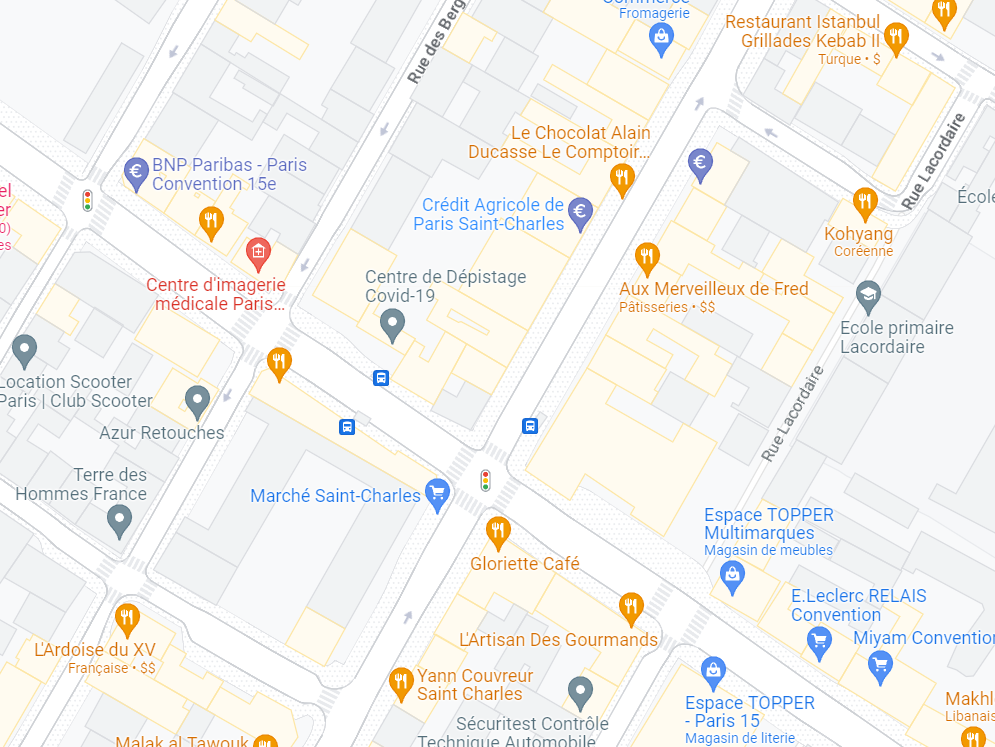 Commerce
Fromagerie
Restaurant Istanbul
Grillades Kebab II
Turque • $
Rue des Berg
Le Chocolat Alain
Ducasse Le Comptoir...
Rue Lacordaire
BNP Paribas - Paris
Convention 15e
el
er
0)
es
École
Crédit Agricole de
Paris Saint-Charles
Kohyang
Coréenne
Centre d'imagerie
médicale Paris...
Centre de Dépistage
Covid-19
Aux Merveilleux de Fred
Pâtisseries • $$
Ecole primaire
Lacordaire
Location Scooter
Paris | Club Scooter
Azur Retouches
Rue Lacordaire
Terre des
Hommes France
Marché Saint-Charles
Espace TOPPER
Multimarques
Magasin de meubles
Gloriette Café
E.Leclerc RELAIS
Convention
Miyam Convention
L'Ardoise du XV
Française • $$
L'Artisan Des Gourmands
Yann Couvreur
Saint Charles
Espace TOPPER
- Paris 15
Magasin de literie
Makhl
Libanais
Sécuritest Contrôle
Technique Automobile
Malak al Tawouk